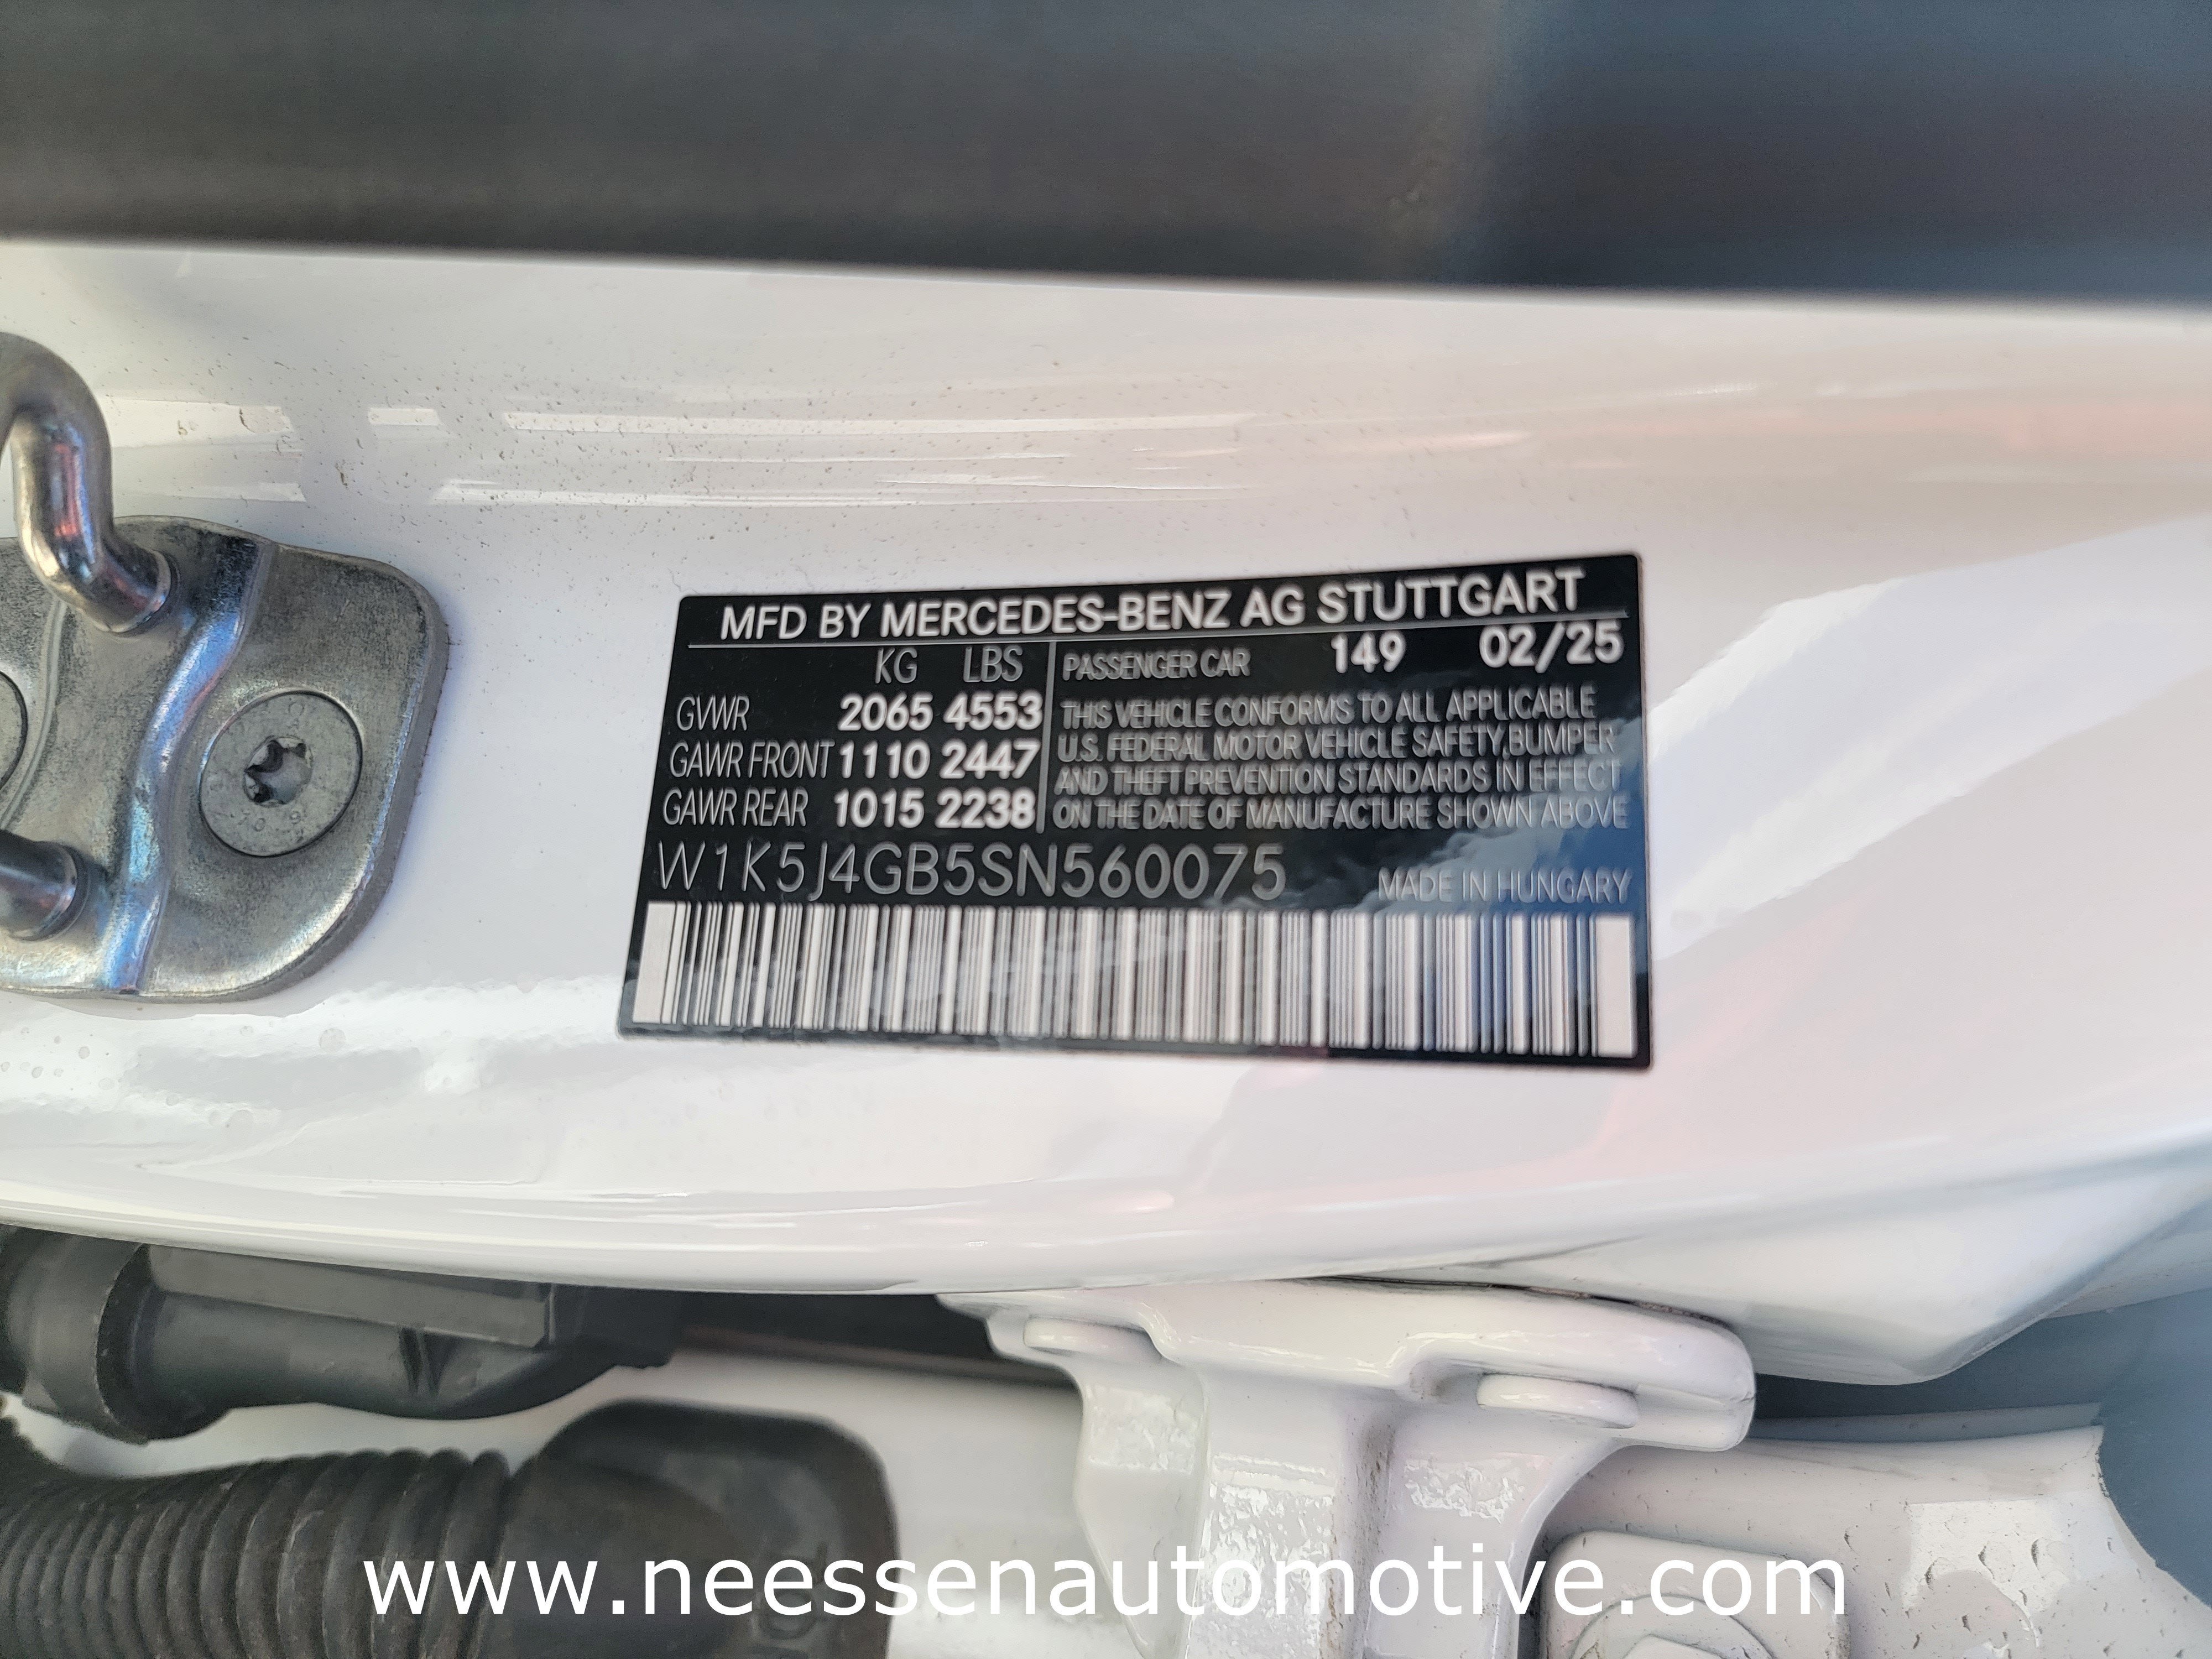 MFD BY MERCEDES-BENZ AG STUTTGART
KG LBS
GVWR 2065 4553
GAWR FRONT 1110 2447
GAWR REAR 1015 2238
PASSENGER CAR 149 02/25
THIS VEHICLE CONFORMS TO ALL APPLICABLE
U.S. FEDERAL MOTOR VEHICLE SAFETY, BUMPER
AND THEFT PREVENTION STANDARDS IN EFFECT
ON THE DATE OF MANUFACTURE SHOWN ABOVE
W1K5J4GB5SN560075
MADE IN HUNGARY
www.neessenautomotive.com